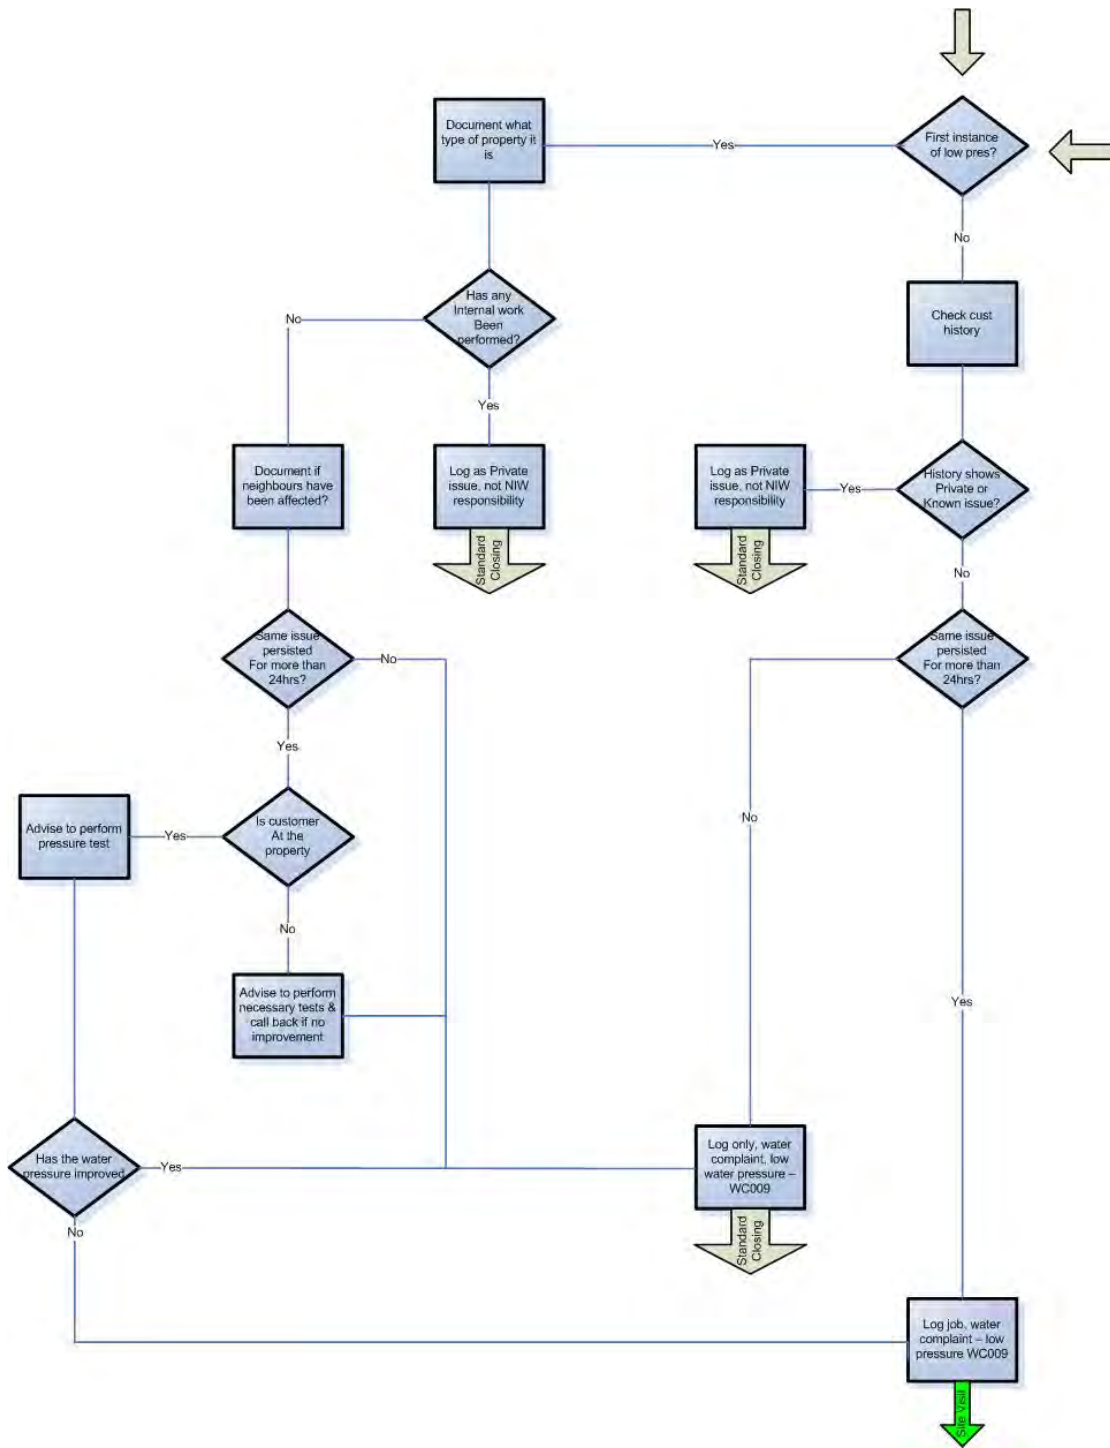 First instance
of low pres?
Yes
Document what
type of property it
is
No
Check cust
history
Has any
Internal work
Been
performed?
No
Yes
Document if
neighbours have
been affected?
Log as Private
issue, not NIW
responsibility
Standard
Closing
Log as Private
issue, not NIW
responsibility
Standard
Closing
Yes
History shows
Private or
Known issue?
No
Same issue
persisted
For more than
24hrs?
No
Same issue
persisted
For more than
24hrs?
Yes
Is customer
At the
property
Yes
Advise to perform
pressure test
No
No
Advise to perform
necessary tests &
call back if no
improvement
Yes
Has the water
pressure improved
Yes
Log only, water
complaint, low
water pressure –
WC009
Standard
Closing
No
Log job, water
complaint – low
pressure WC009
Site Visit